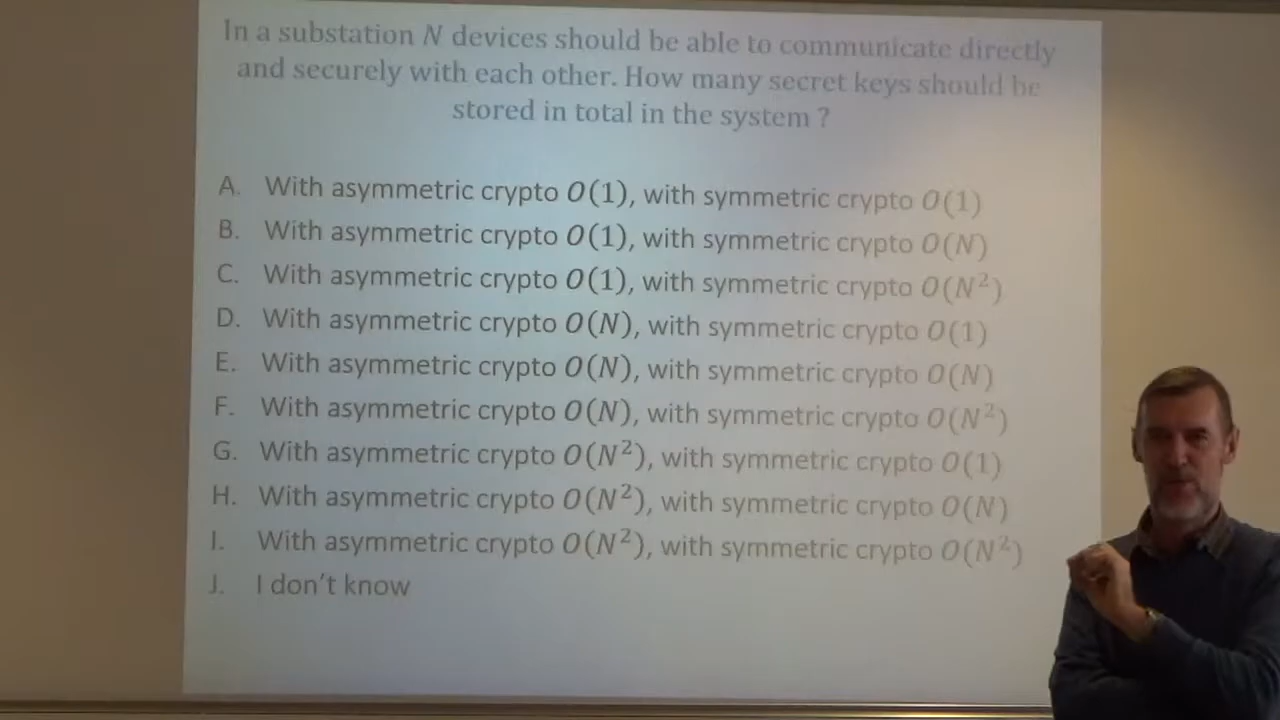 In a substation N devices should be able to communicate directly
and securely with each other. How many secret keys should be
stored in total in the system ?
A. With asymmetric crypto O(1), with symmetric crypto O(1)
B. With asymmetric crypto O(1), with symmetric crypto O(N)
C. With asymmetric crypto O(1), with symmetric crypto O(N²)
D. With asymmetric crypto O(N), with symmetric crypto O(1)
E. With asymmetric crypto O(N), with symmetric crypto O(N)
F. With asymmetric crypto O(N), with symmetric crypto O(N²)
G. With asymmetric crypto O(N²), with symmetric crypto O(1)
H. With asymmetric crypto O(N²), with symmetric crypto O(N)
I. With asymmetric crypto O(N²), with symmetric crypto O(N²)
J. I don't know